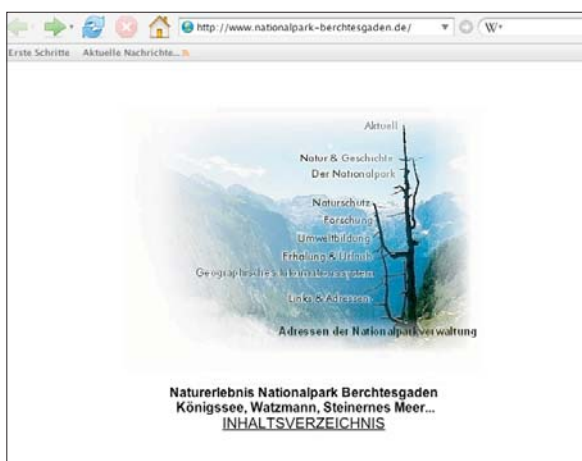 http://www.nationalpark-berchtesgaden.de/
W
Erste Schritte Aktuelle Nachrichte...
Aktuell
Natur & Geschichte
Der Nationalpark
Naturschutz
Forschung
Umweltbildung
Erholung & Urlaub
Geographisches
Links & Adressen
Adressen der Nationalparkverwaltung
Naturerlebnis Nationalpark Berchtesgaden
Königssee, Watzmann, Steinernes Meer...
INHALTSVERZEICHNIS